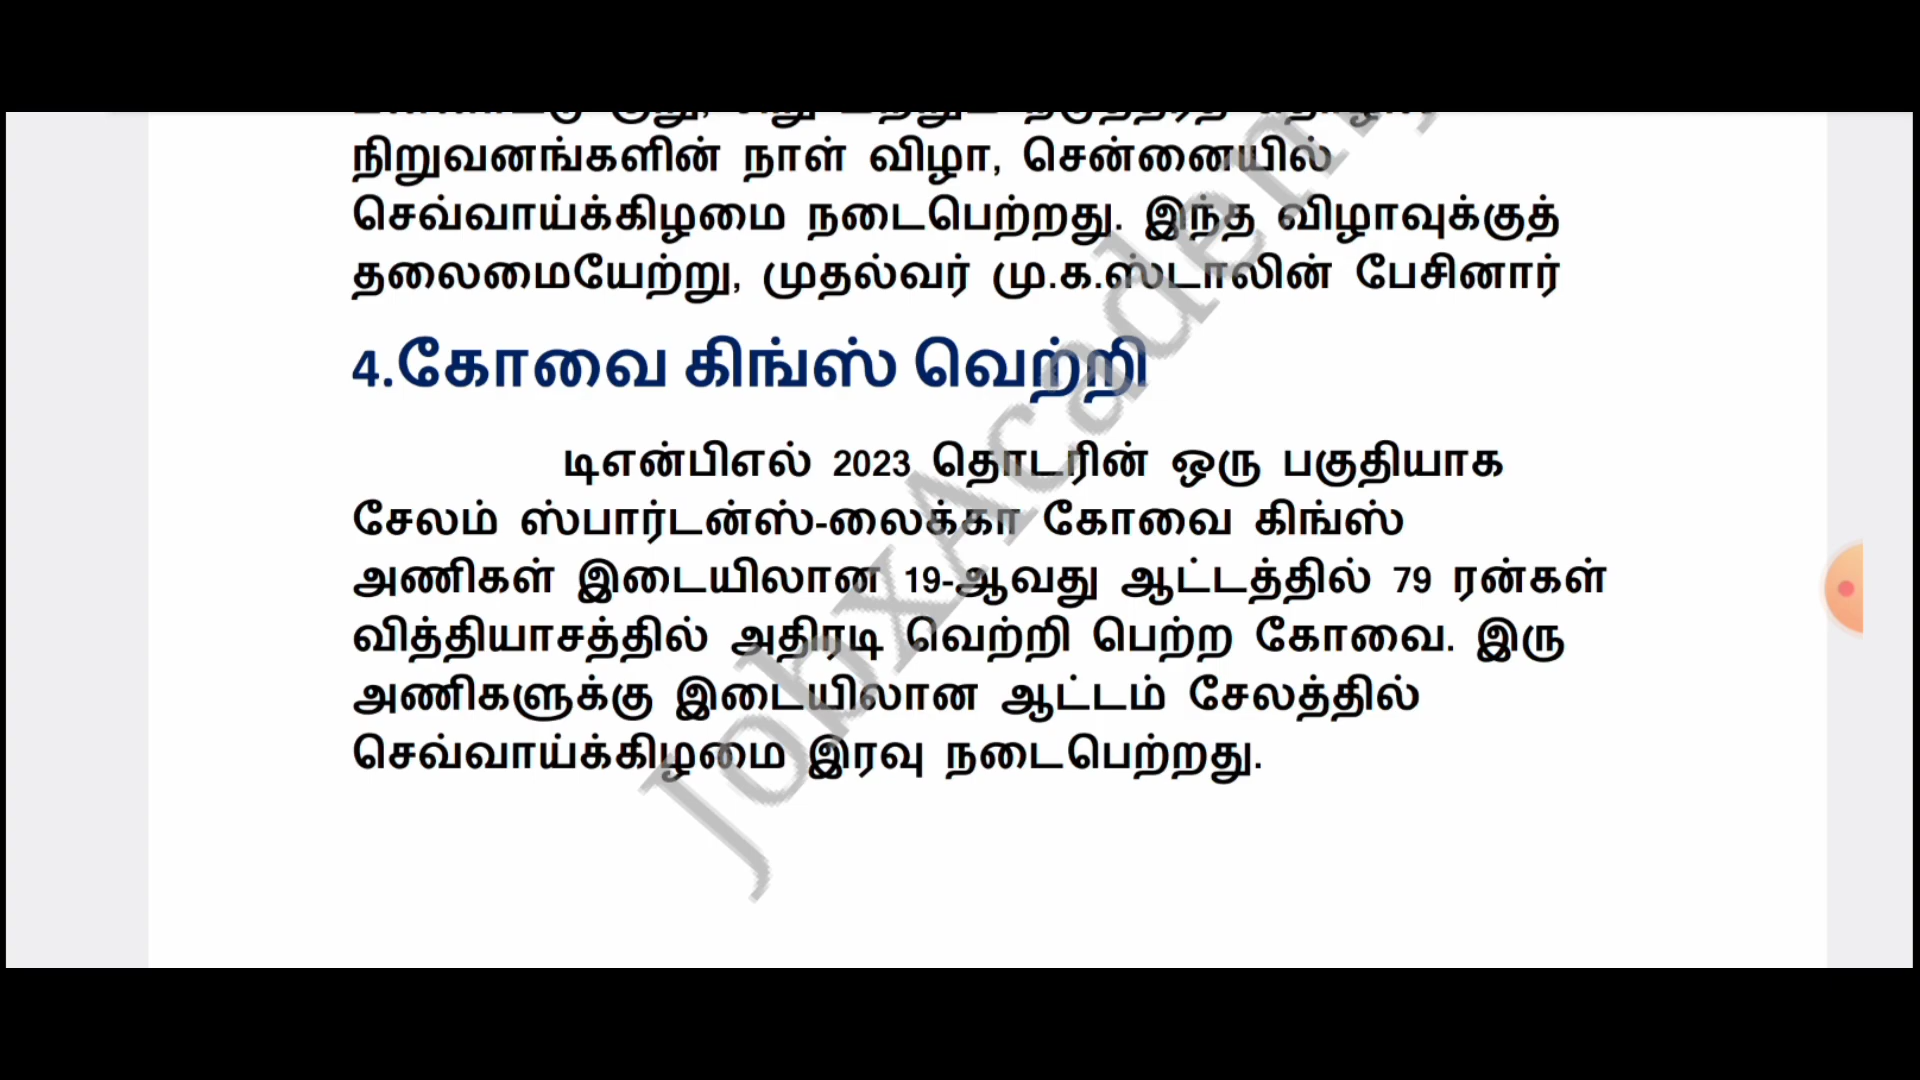 நிறுவனங்களின் நாள் விழா, சென்னையில்
செவ்வாய்க்கிழமை நடைபெற்றது. இந்த விழாவுக்குத்
தலைமையேற்று, முதல்வர் மு.க.ஸ்டாலின் பேசினார்
4.கோவை கிங்ஸ் வெற்றி
டிஎன்பிஎல் 2023 தொடரின் ஒரு பகுதியாக
சேலம் ஸ்பார்டன்ஸ்-லைக்கா கோவை கிங்ஸ்
அணிகள் இடையிலான 19-ஆவது ஆட்டத்தில் 79 ரன்கள்
வித்தியாசத்தில் அதிரடி வெற்றி பெற்ற கோவை. இரு
அணிகளுக்கு இடையிலான ஆட்டம் சேலத்தில்
செவ்வாய்க்கிழமை இரவு நடைபெற்றது.
JobxAcademy